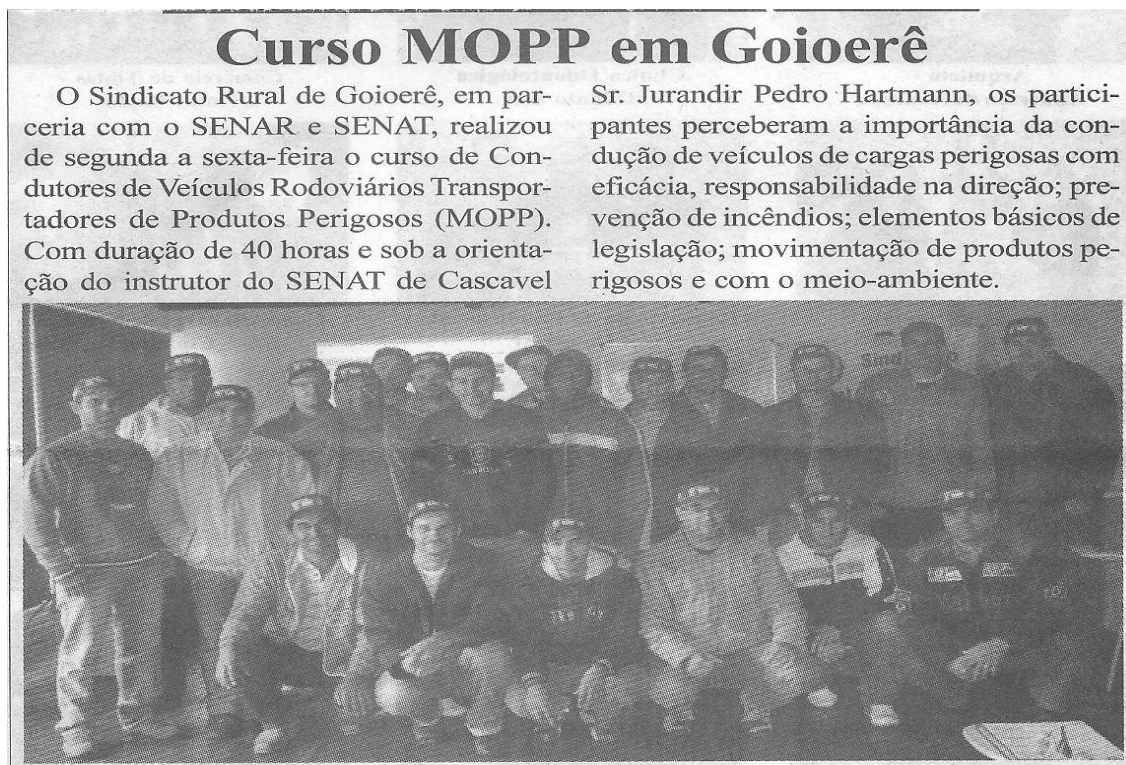 Curso MOPP em Goioerê
O Sindicato Rural de Goioerê, em par-
ceria com o SENAR e SENAT, realizou
de segunda a sexta-feira o curso de Con-
dutores de Veículos Rodoviários Transpor-
tadores de Produtos Perigosos (MOPP).
Com duração de 40 horas e sob a orienta-
ção do instrutor do SENAT de Cascavel
Sr. Jurandir Pedro Hartmann, os partici-
pantes perceberam a importância da con-
dução de veículos de cargas perigosas com
eficácia, responsabilidade na direção; pre-
venção de incêndios; elementos básicos de
legislação; movimentação de produtos pe-
rigosos e com o meio-ambiente.